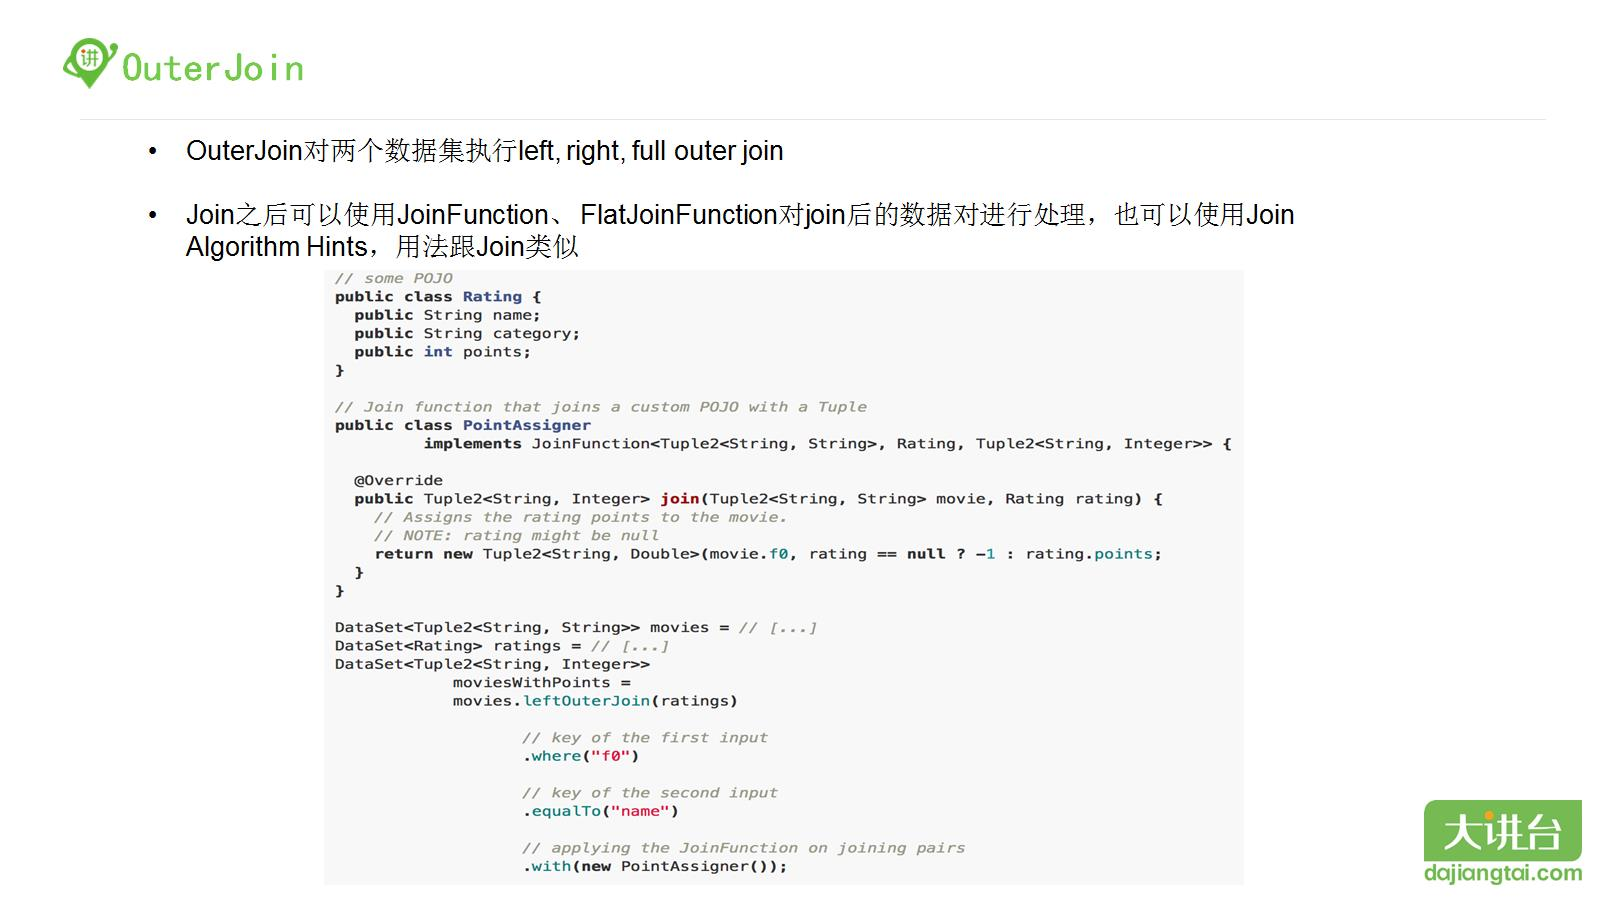 讲
OuterJoin
• OuterJoin对两个数据集执行left, right, full outer join
• Join之后可以使用JoinFunction、FlatJoinFunction对join后的数据对进行处理，也可以使用Join
Algorithm Hints，用法跟Join类似
// some POJO
public class Rating {
  public String name;
  public String category;
  public int points;
}
// Join function that joins a custom POJO with a Tuple
public class PointAssigner
         implements JoinFunction<Tuple2<String, String>, Rating, Tuple2<String, Integer>> {
  @Override
  public Tuple2<String, Integer> join(Tuple2<String, String> movie, Rating rating) {
    // Assigns the rating points to the movie.
    // NOTE: rating might be null
    return new Tuple2<String, Double>(movie.f0, rating == null ? -1 : rating.points;
  }
}
DataSet<Tuple2<String, String>> movies = // [...]
DataSet<Rating> ratings = // [...]
DataSet<Tuple2<String, Integer>>
            moviesWithPoints =
            movies.leftOuterJoin(ratings)
                   // key of the first input
                   .where("f0")
                   // key of the second input
                   .equalTo("name")
                   // applying the JoinFunction on joining pairs
                   .with(new PointAssigner());
大讲台
dajiangtai.com